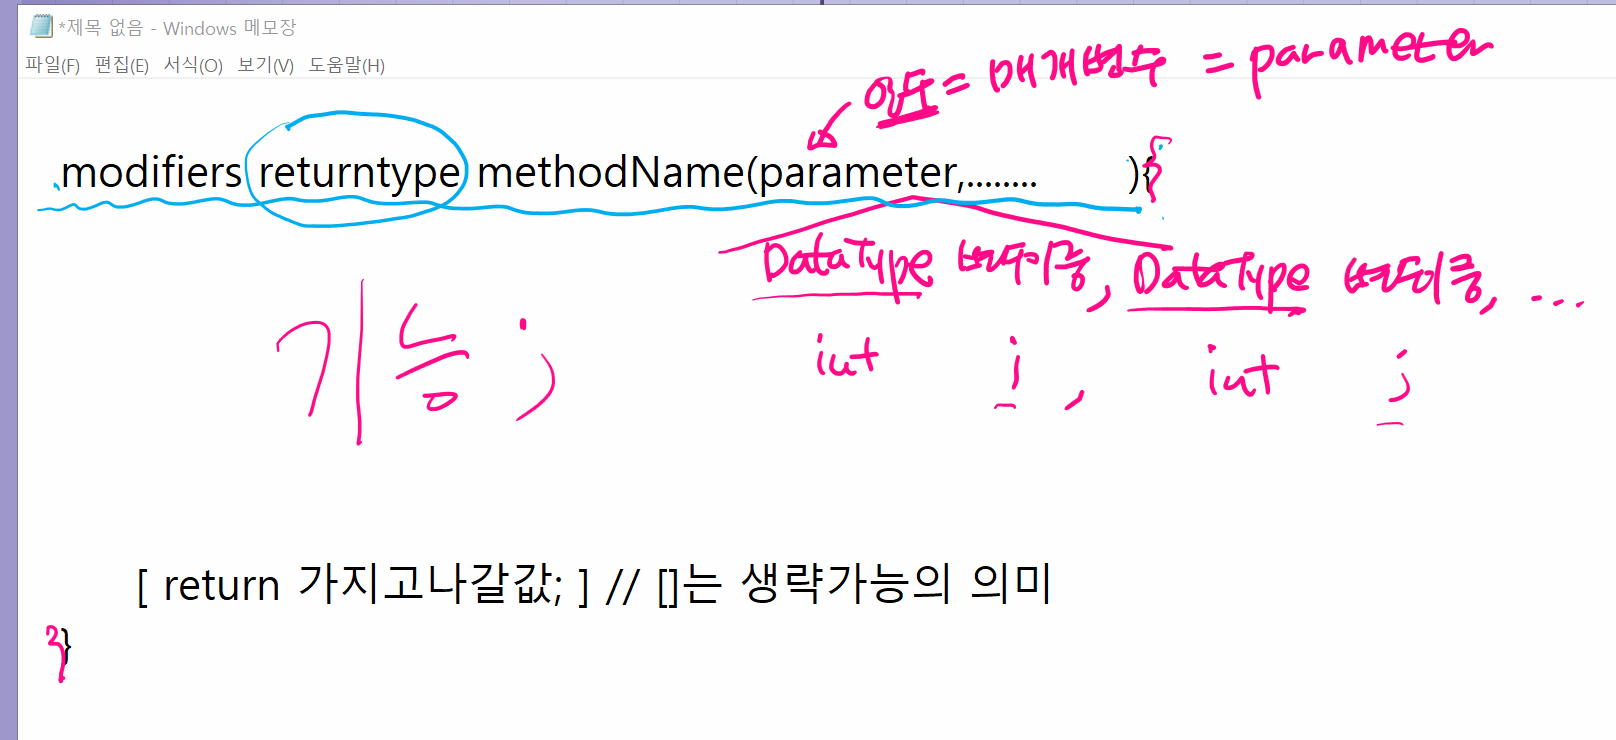 *제목 없음 - Windows 메모장
파일(F) 편집(E) 서식(O) 보기(V) 도움말(H)
인수 = 매개변수 = parameter
modifiers returntype methodName(parameter,........ ){
DataType 변수이름, DataType 변수이름, ...
기능;
int i, int j
[ return 가지고나갈값; ] // []는 생략가능의 의미
}